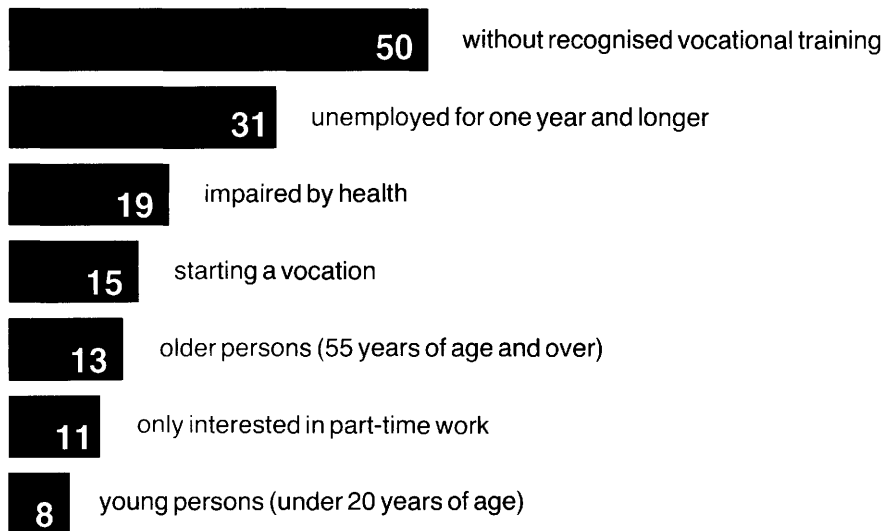 50 without recognised vocational training
31 unemployed for one year and longer
19 impaired by health
15 starting a vocation
13 older persons (55 years of age and over)
11 only interested in part-time work
8 young persons (under 20 years of age)